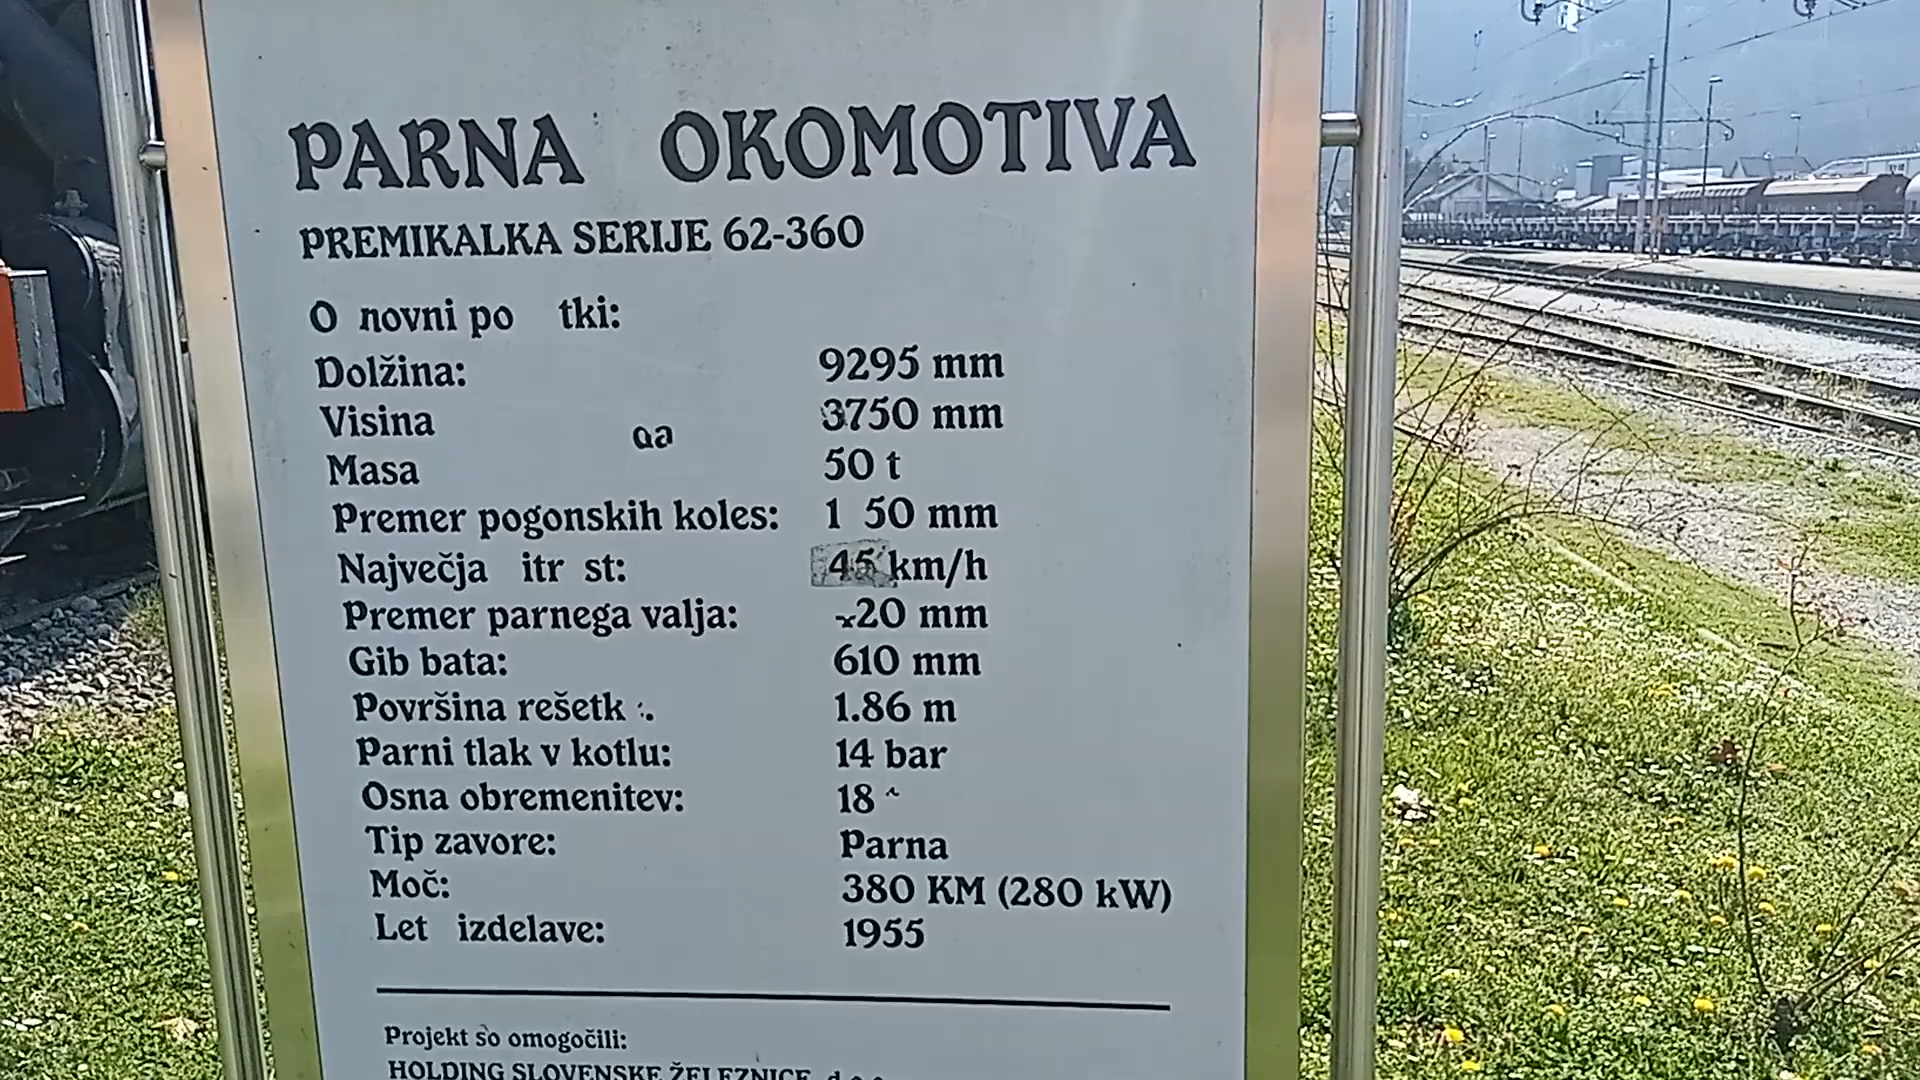 PARNA OKOMOTIVA
PREMIKALKA SERIJE 62-360
O novni po tki:
Dolžina: 9295 mm
Visina 3750 mm
Masa 50 t
Premer pogonskih koles: 1 50 mm
Največja itr st: 45 km/h
Premer parnega valja: 20 mm
Gib bata: 610 mm
Površina rešetk 1.86 m
Parni tlak v kotlu: 14 bar
Osna obremenitev: 18
Tip zavore: Parna
Moč: 380 KM (280 kW)
Let izdelave: 1955
Projekt so omogočili:
HOLDING SLOVENSKE ŽELEZNICE, d.o.o.